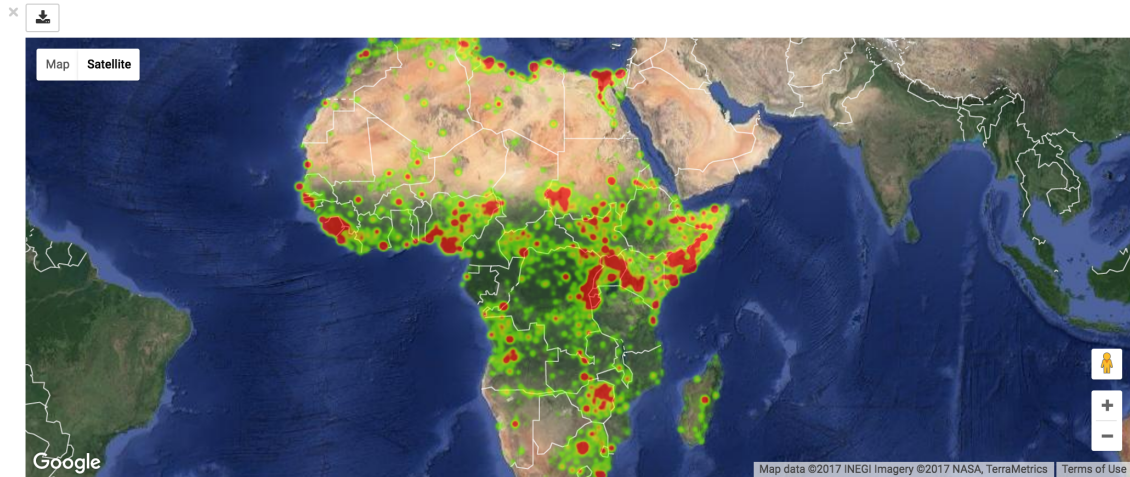 ×
Map Satellite
Google
Map data ©2017 INEGI Imagery ©2017 NASA, TerraMetrics Terms of Use